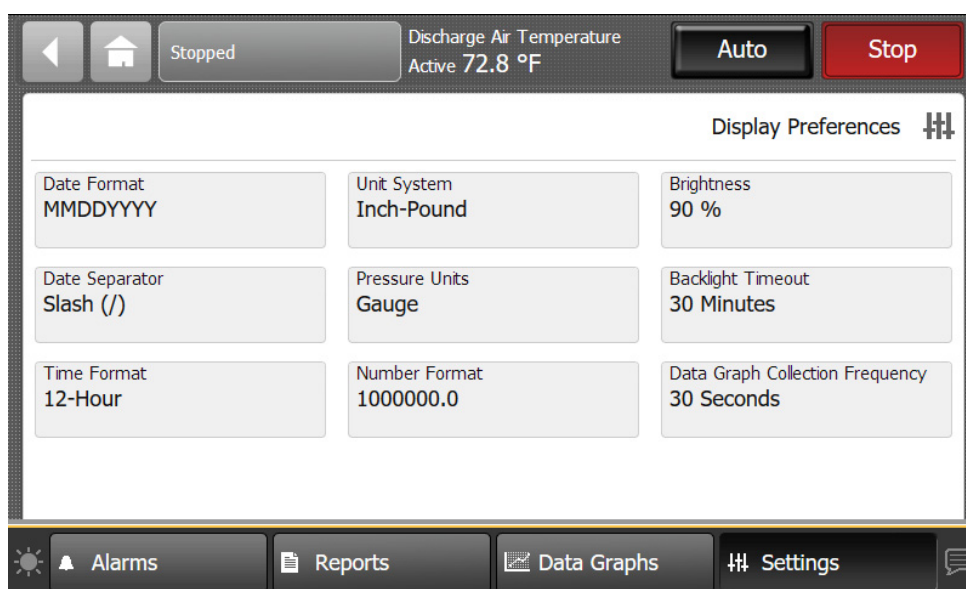 Stopped
Discharge Air Temperature
Active 72.8 °F
Auto
Stop
Display Preferences
Date Format
MMDDYYYY
Unit System
Inch-Pound
Brightness
90 %
Date Separator
Slash (/)
Pressure Units
Gauge
Backlight Timeout
30 Minutes
Time Format
12-Hour
Number Format
1000000.0
Data Graph Collection Frequency
30 Seconds
Alarms
Reports
Data Graphs
Settings